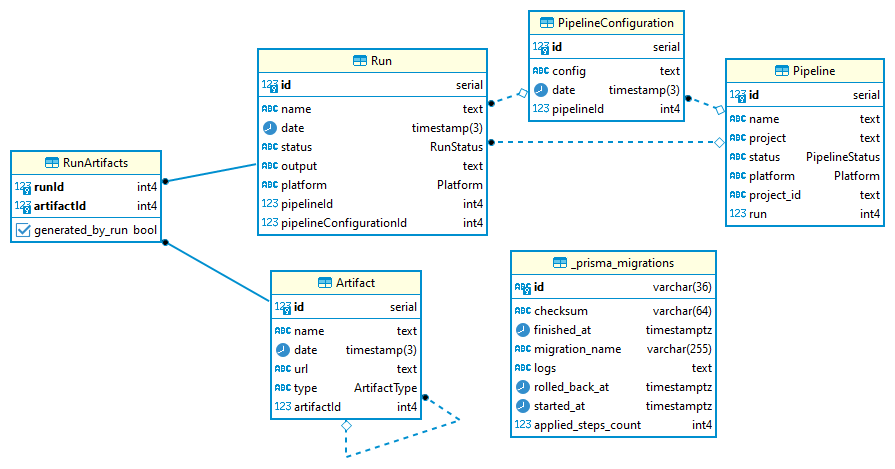 PipelineConfiguration
123 id serial
ABC config text
date timestamp(3)
123 pipelineId int4
Run
123 id serial
ABC name text
date timestamp(3)
ABC status RunStatus
ABC output text
ABC platform Platform
123 pipelineId int4
123 pipelineConfigurationId int4
Pipeline
123 id serial
ABC name text
ABC project text
ABC status PipelineStatus
ABC platform Platform
ABC project_id text
123 run int4
RunArtifacts
123 runId int4
123 artifactId int4
generated_by_run bool
Artifact
123 id serial
ABC name text
date timestamp(3)
ABC url text
ABC type ArtifactType
123 artifactId int4
_prisma_migrations
ABC id varchar(36)
ABC checksum varchar(64)
finished_at timestamptz
ABC migration_name varchar(255)
ABC logs text
rolled_back_at timestamptz
started_at timestamptz
123 applied_steps_count int4